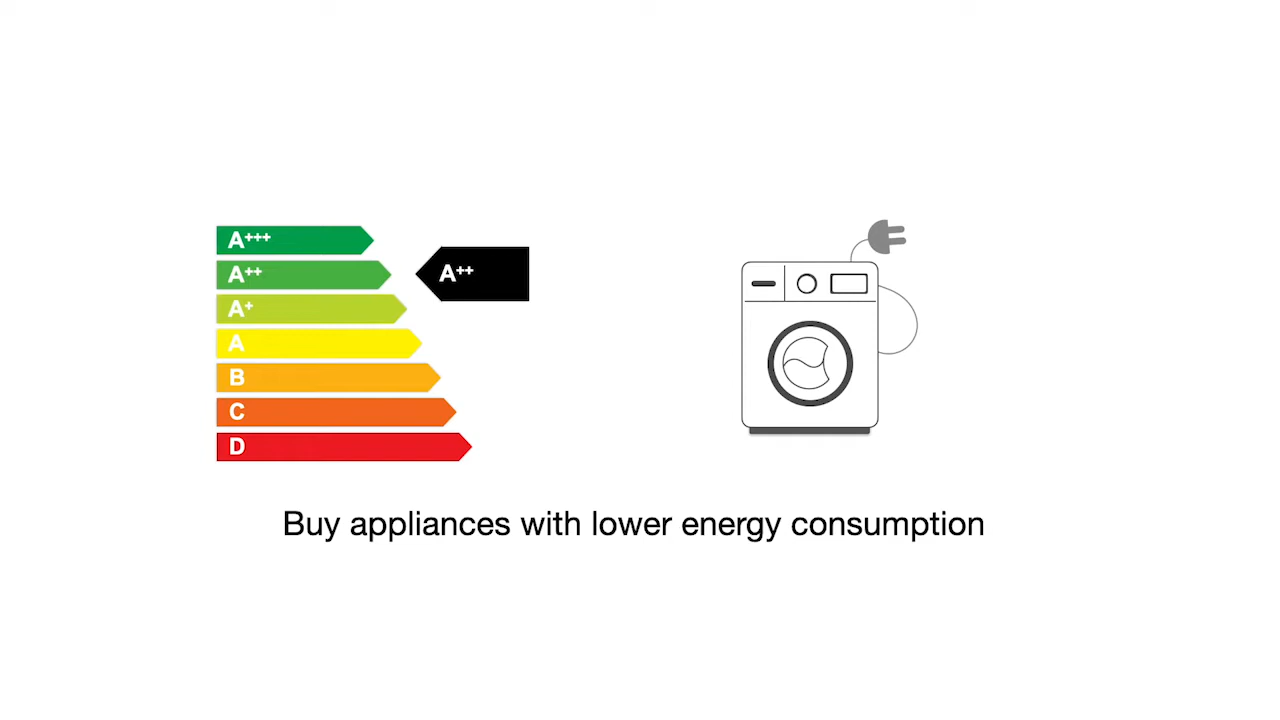 A+++
A++
A++
A+
A
B
C
D
Buy appliances with lower energy consumption